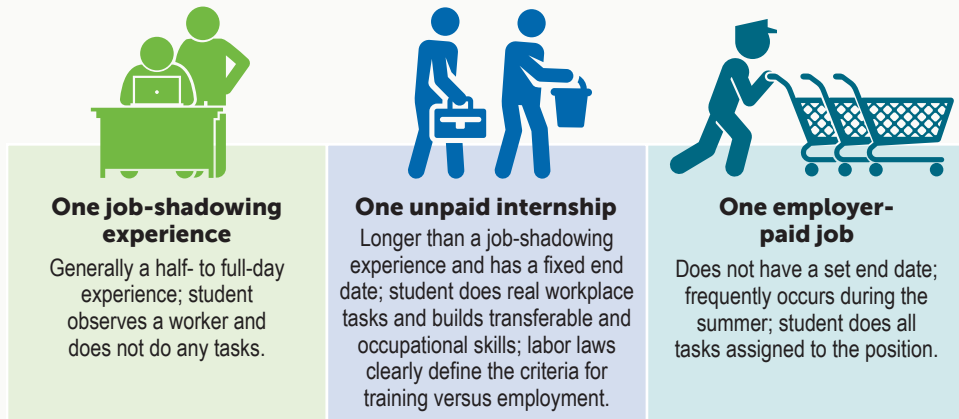 One job-shadowing
experience
Generally a half- to full-day
experience; student
observes a worker and
does not do any tasks.
One unpaid internship
Longer than a job-shadowing
experience and has a fixed end
date; student does real workplace
tasks and builds transferable and
occupational skills; labor laws
clearly define the criteria for
training versus employment.
One employer-
paid job
Does not have a set end date;
frequently occurs during the
summer; student does all
tasks assigned to the position.